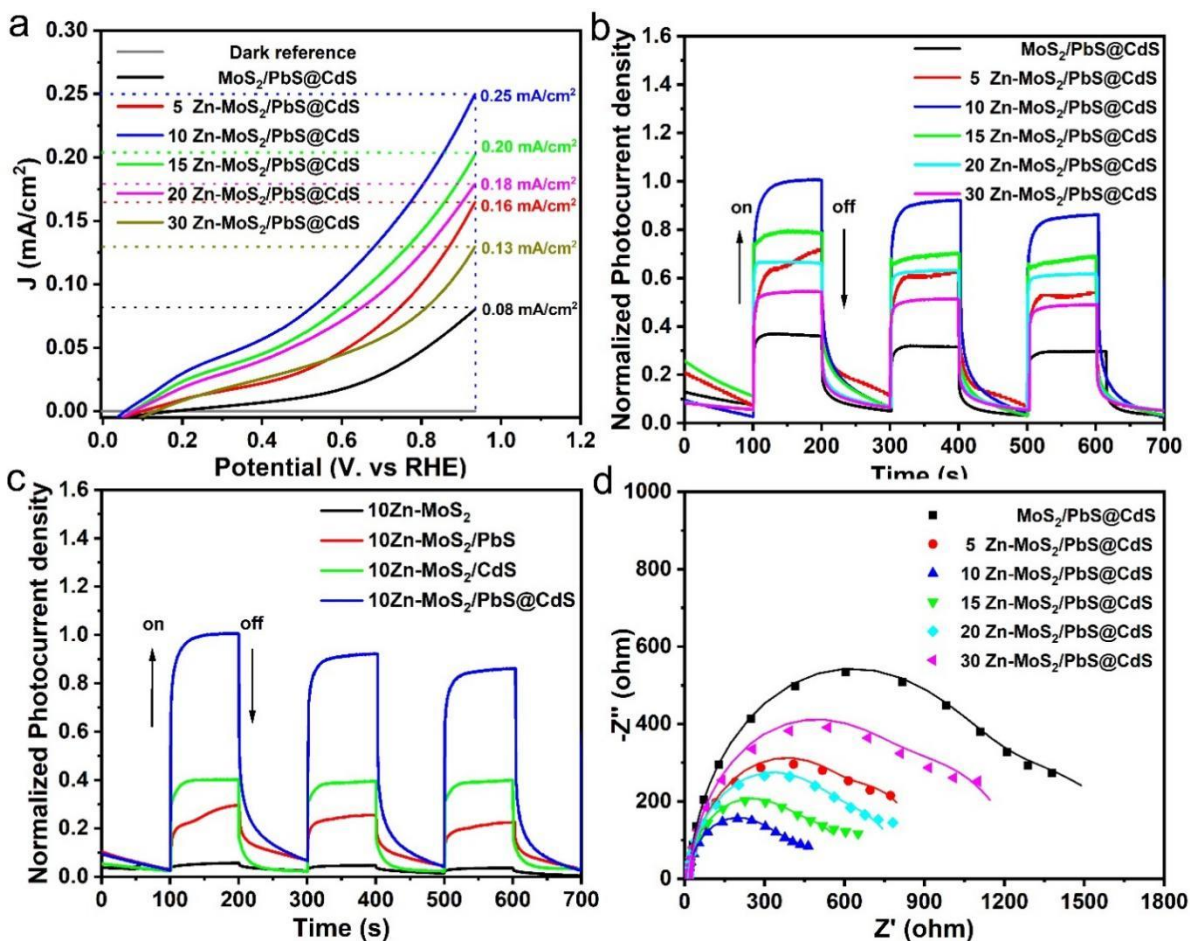 a
J (mA/cm²)
0.30
0.25
0.20
0.15
0.10
0.05
0.00
Dark reference
MoS₂/PbS@CdS
5 Zn-MoS₂/PbS@CdS
10 Zn-MoS₂/PbS@CdS
15 Zn-MoS₂/PbS@CdS
20 Zn-MoS₂/PbS@CdS
30 Zn-MoS₂/PbS@CdS
0.25 mA/cm²
0.20 mA/cm²
0.18 mA/cm²
0.16 mA/cm²
0.13 mA/cm²
0.08 mA/cm²
0.0 0.2 0.4 0.6 0.8 1.0 1.2
Potential (V. vs RHE)
b
Normalized Photocurrent density
1.6
1.4
1.2
1.0
0.8
0.6
0.4
0.2
0.0
MoS₂/PbS@CdS
5 Zn-MoS₂/PbS@CdS
10 Zn-MoS₂/PbS@CdS
15 Zn-MoS₂/PbS@CdS
20 Zn-MoS₂/PbS@CdS
30 Zn-MoS₂/PbS@CdS
on
off
0 100 200 300 400 500 600 700
Time (s)
c
Normalized Photocurrent density
1.6
1.4
1.2
1.0
0.8
0.6
0.4
0.2
0.0
10Zn-MoS₂
10Zn-MoS₂/PbS
10Zn-MoS₂/CdS
10Zn-MoS₂/PbS@CdS
on
off
0 100 200 300 400 500 600 700
Time (s)
d
-Z'' (ohm)
1000
800
600
400
200
0
MoS₂/PbS@CdS
5 Zn-MoS₂/PbS@CdS
10 Zn-MoS₂/PbS@CdS
15 Zn-MoS₂/PbS@CdS
20 Zn-MoS₂/PbS@CdS
30 Zn-MoS₂/PbS@CdS
0 300 600 900 1200 1500 1800
Z' (ohm)